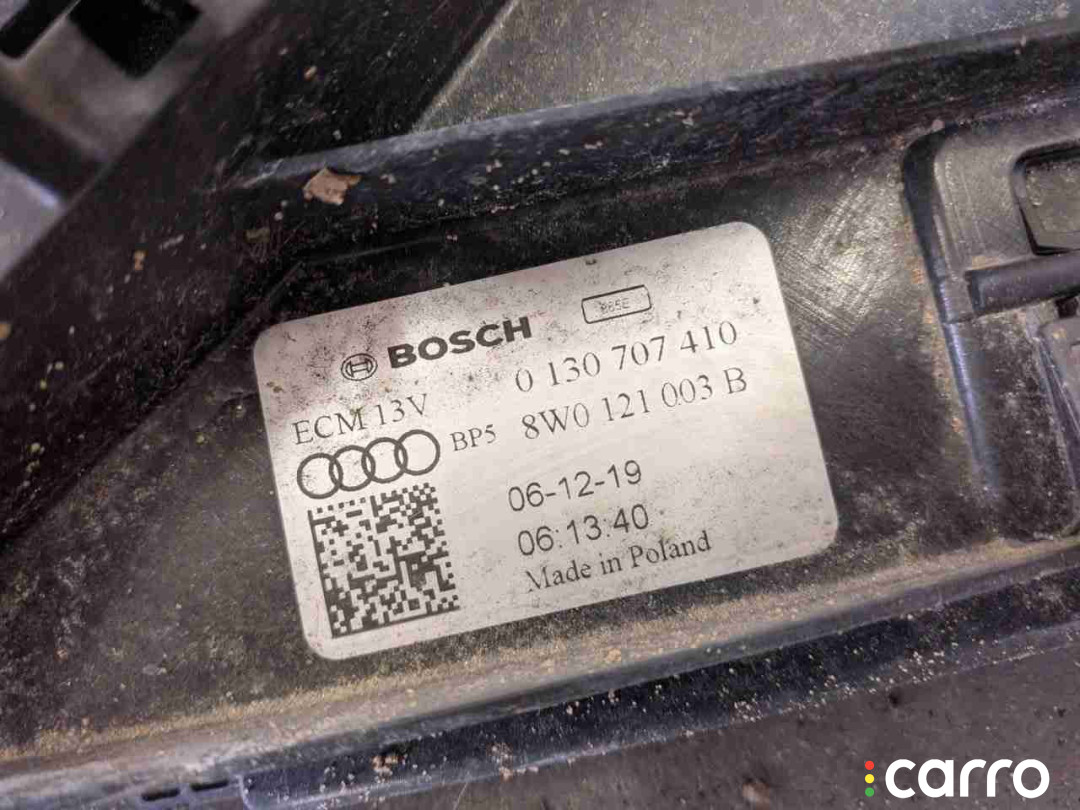 BOSCH
0 130 707 410
ECM 13V
BP5 8W0 121 003 B
06-12-19
06:13:40
Made in Poland
carro